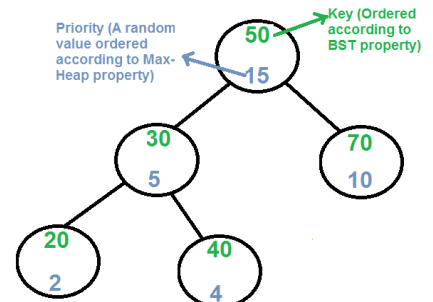 Priority (A random
value ordered
according to Max-
Heap property)
Key (Ordered
according to
BST property)
50
15
30
5
70
10
20
2
40
4